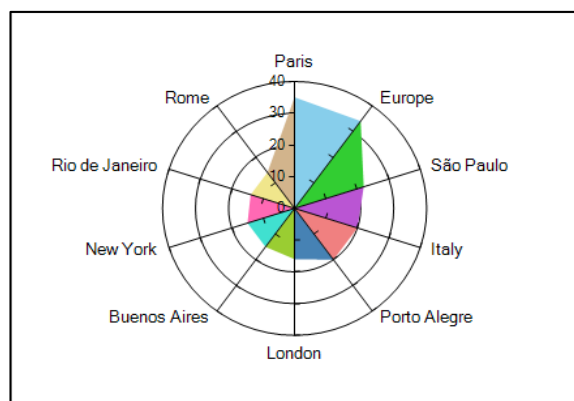 Paris
40
Rome
Europe
30
20
Rio de Janeiro
São Paulo
10
0
New York
Italy
Buenos Aires
Porto Alegre
London